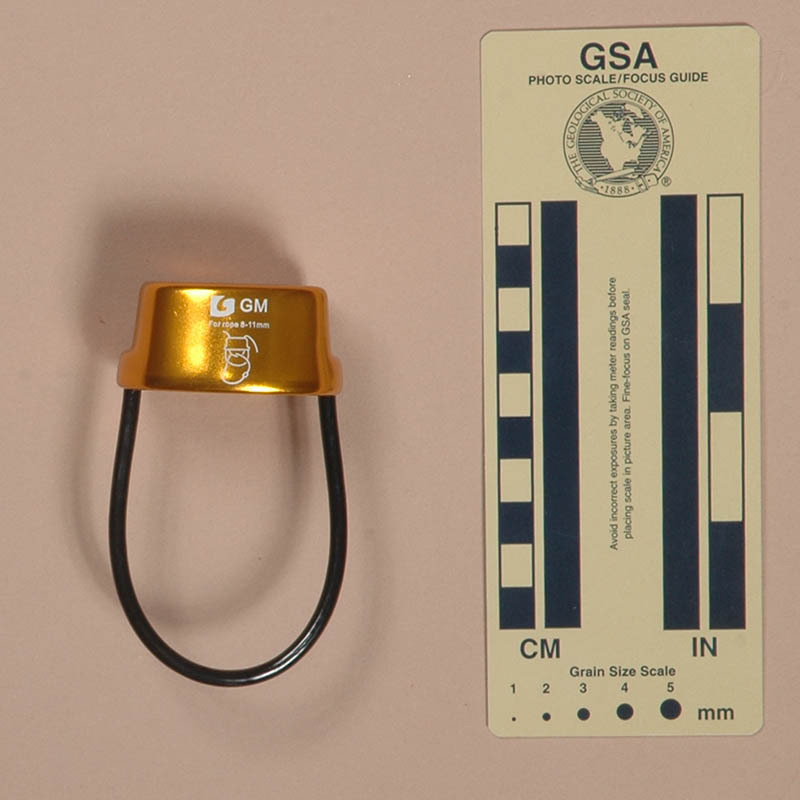 GM
For rope 8-11mm
GSA
PHOTO SCALE/FOCUS GUIDE
THE GEOLOGICAL SOCIETY OF AMERICA
·1888·
®
Avoid incorrect exposures by taking meter readings before
placing scale in picture area. Fine-focus on GSA seal.
CM
IN
Grain Size Scale
1 2 3 4 5
mm